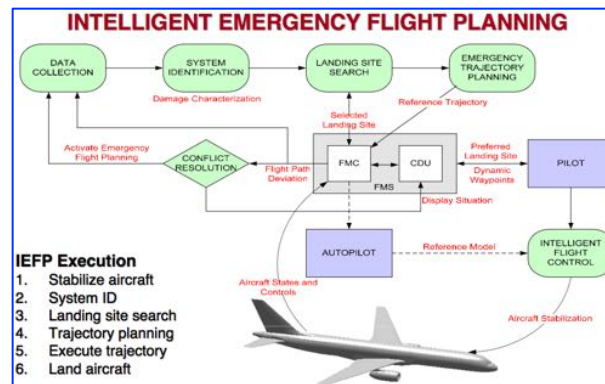 INTELLIGENT EMERGENCY FLIGHT PLANNING
DATA
COLLECTION
SYSTEM
IDENTIFICATION
LANDING SITE
SEARCH
EMERGENCY
TRAJECTORY
PLANNING
Damage Characterization
Selected
Landing Site
Reference Trajectory
Activate Emergency
Flight Planning
CONFLICT
RESOLUTION
Flight Path
Deviation
FMC
CDU
FMS
Preferred
Landing Site
Dynamic
Waypoints
PILOT
Display Situation
AUTOPILOT
Reference Model
INTELLIGENT
FLIGHT
CONTROL
Aircraft States and
Controls
Aircraft Stabilization
IEFP Execution
1. Stabilize aircraft
2. System ID
3. Landing site search
4. Trajectory planning
5. Execute trajectory
6. Land aircraft